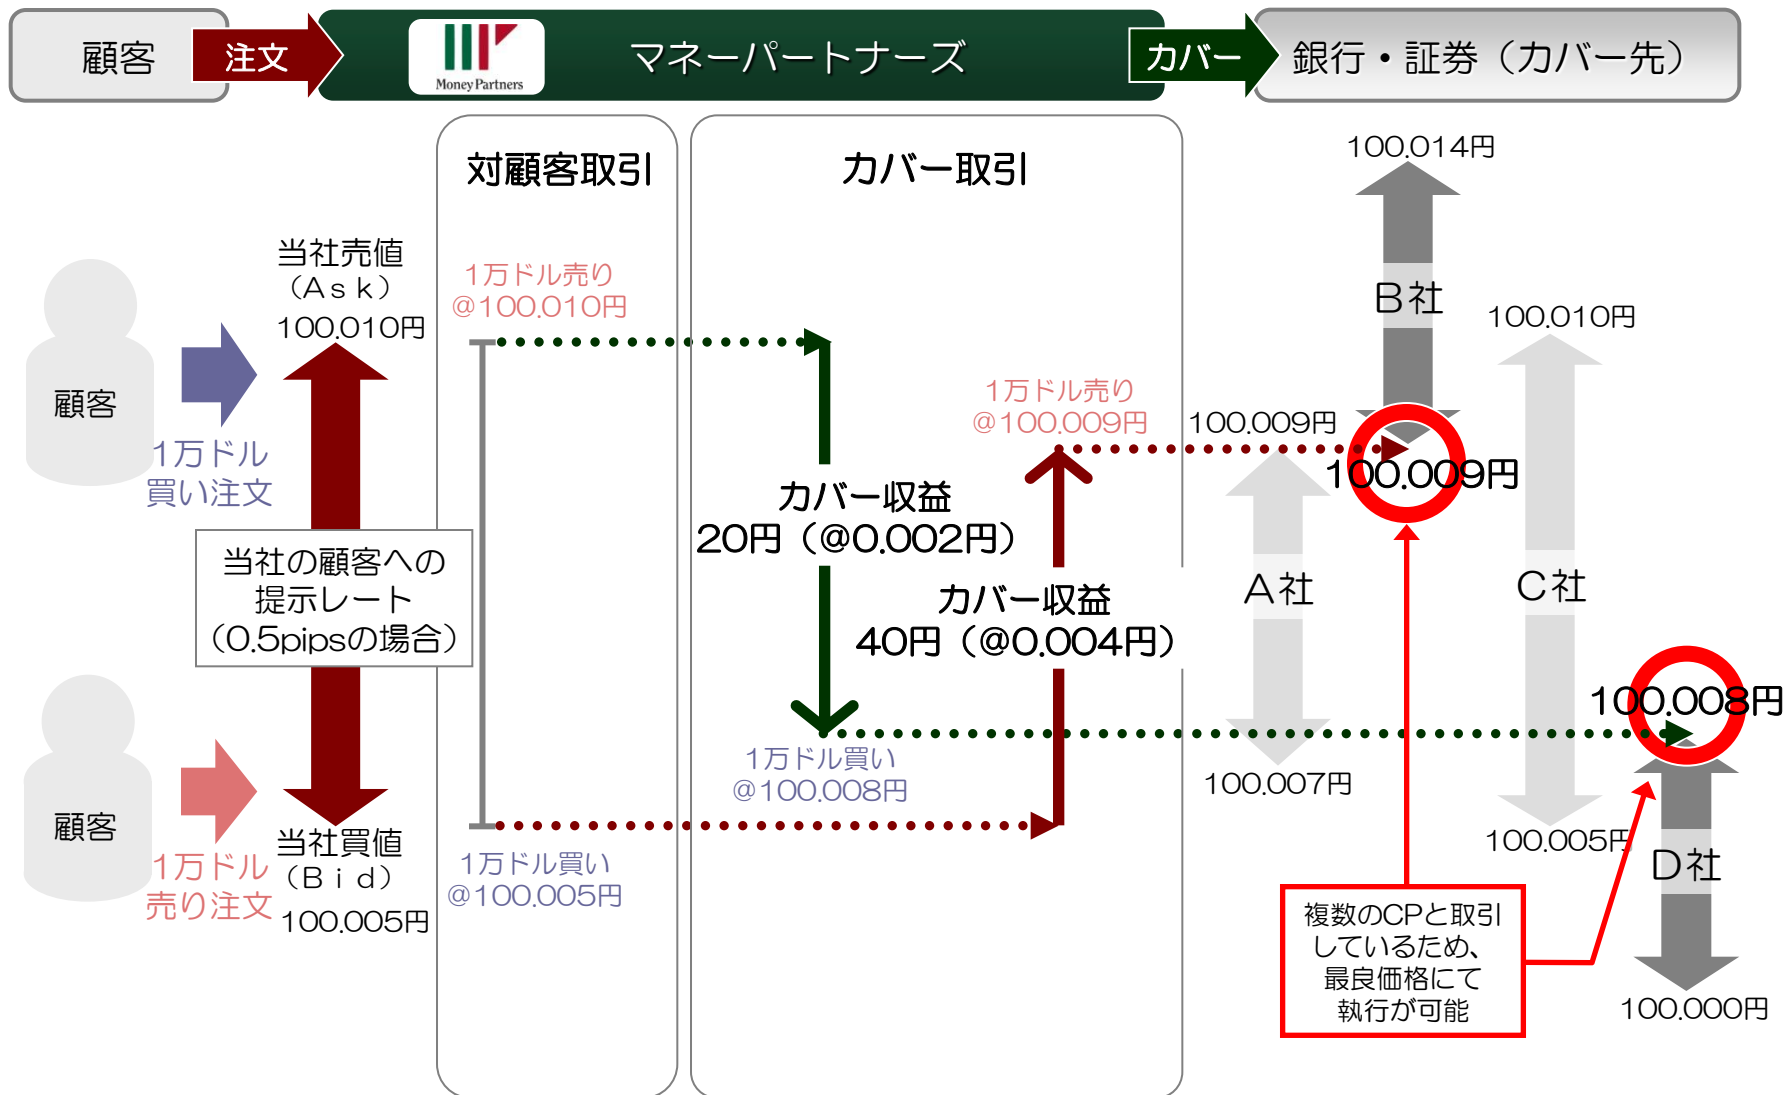 顧客
注文
Money Partners
マネーパートナーズ
カバー
銀行・証券（カバー先）
対顧客取引
カバー取引
100.014円
当社売値
（Ａｓｋ）
100.010円
1万ドル売り
@100.010円
B社
100.010円
顧客
1万ドル
買い注文
1万ドル売り
@100.009円
100.009円
100.009円
カバー収益
20円（@0.002円）
当社の顧客への
提示レート
（0.5pipsの場合）
カバー収益
40円（@0.004円）
A社
C社
100.008円
1万ドル買い
@100.008円
100.007円
顧客
1万ドル
売り注文
当社買値
（Ｂｉｄ）
100.005円
1万ドル買い
@100.005円
100.005円
D社
複数のCPと取引
しているため、
最良価格にて
執行が可能
100.000円